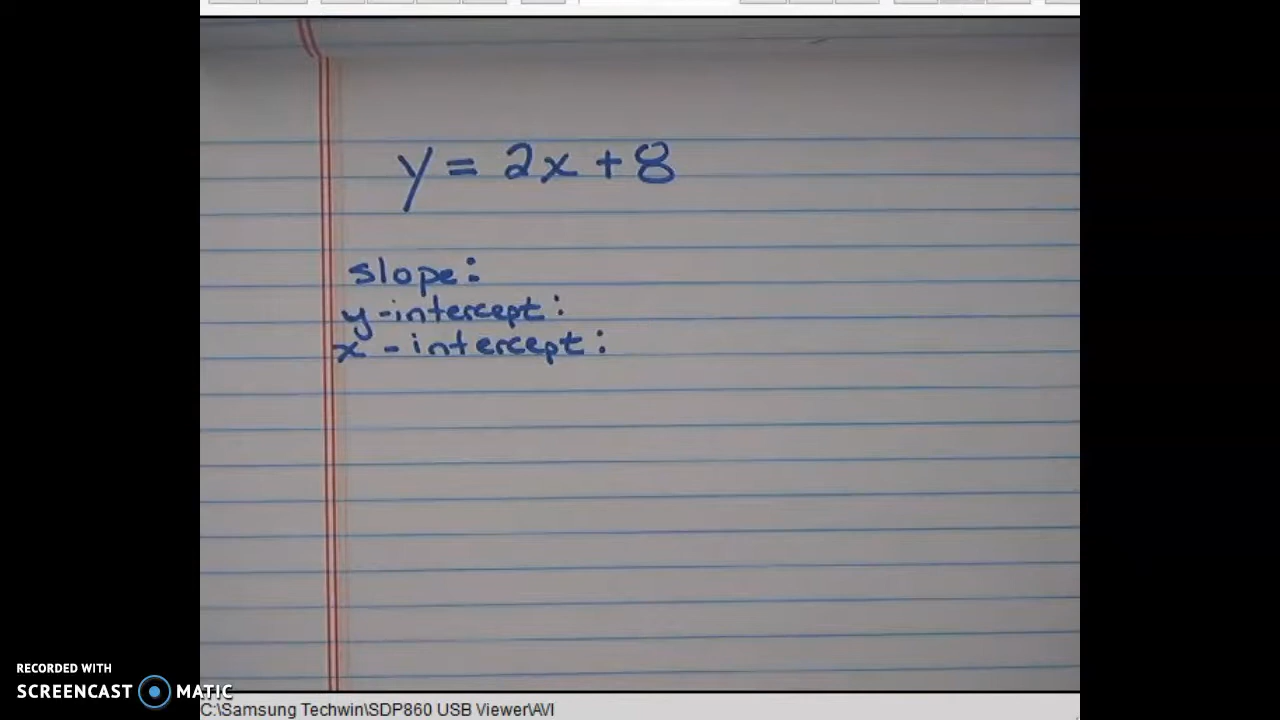 y = 2x + 8
slope:
y-intercept:
x-intercept:
RECORDED WITH
SCREENCAST MATIC
C:\Samsung Techwin\SDP860 USB Viewer\AVI